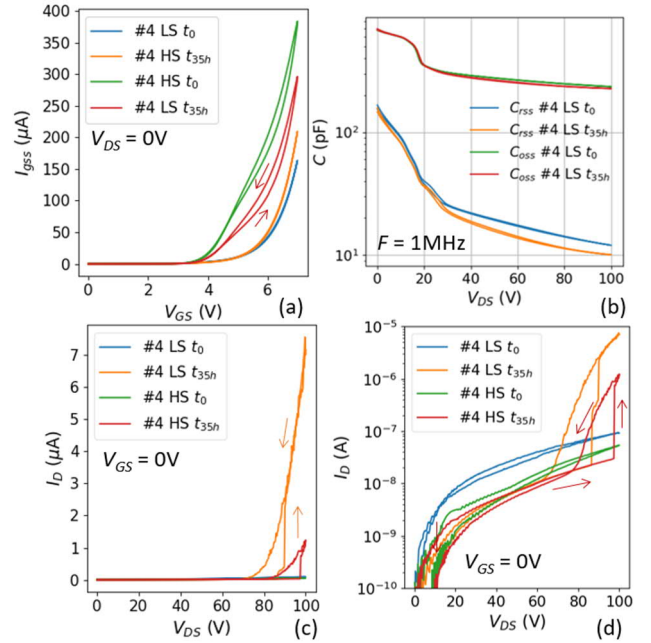 400
350
300
250
200
150
100
50
0
I_gss (μA)
#4 LS t_0
#4 HS t_35h
#4 HS t_0
#4 LS t_35h
V_DS = 0V
0 2 4 6
V_GS (V)
(a)
10^2
10^1
C (pF)
C_rss #4 LS t_0
C_rss #4 LS t_35h
C_oss #4 LS t_0
C_oss #4 LS t_35h
F = 1MHz
0 20 40 60 80 100
V_DS (V)
(b)
7
6
5
4
3
2
1
0
I_D (μA)
#4 LS t_0
#4 LS t_35h
#4 HS t_0
#4 HS t_35h
V_GS = 0V
0 20 40 60 80 100
V_DS (V)
(c)
10^-5
10^-6
10^-7
10^-8
10^-9
10^-10
I_D (A)
#4 LS t_0
#4 LS t_35h
#4 HS t_0
#4 HS t_35h
V_GS = 0V
0 20 40 60 80 100
V_DS (V)
(d)